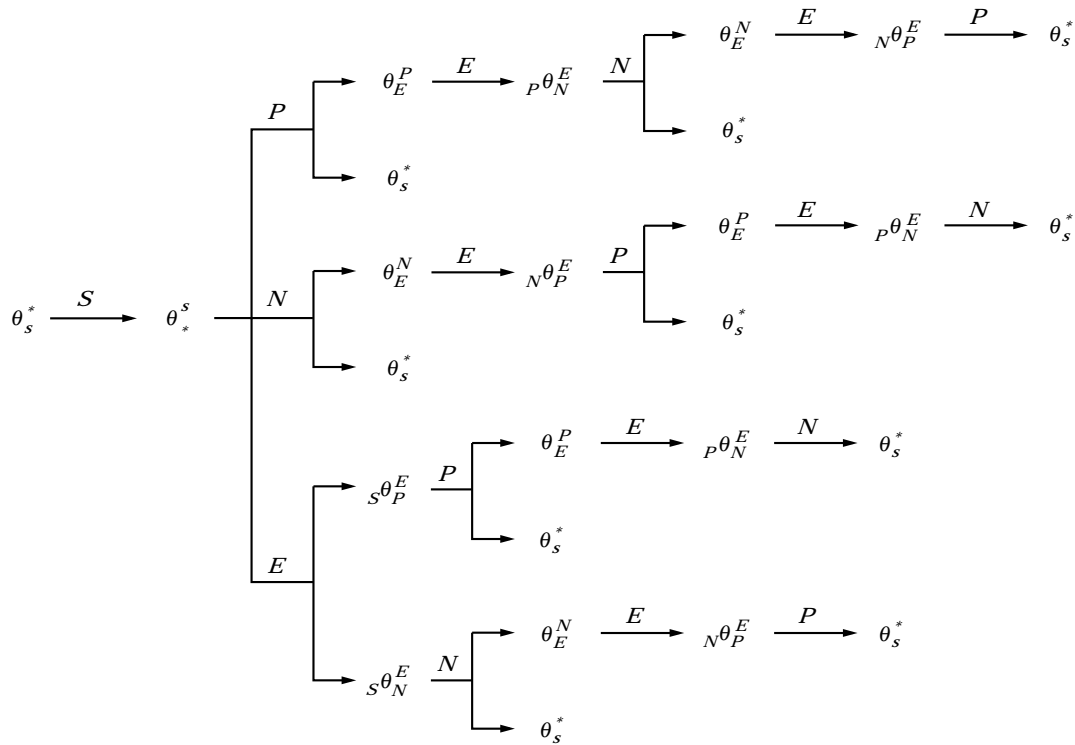 θ_E^N E _Nθ_P^E P θ_s^*
θ_E^P E _Pθ_N^E N
P θ_s^*
θ_s^*
θ_E^P E _Pθ_N^E N θ_s^*
θ_E^N E _Nθ_P^E P
θ_s^* S θ_*^s N θ_s^*
θ_s^*
θ_E^P E _Pθ_N^E N θ_s^*
_Sθ_P^E P
θ_s^*
E
θ_E^N E _Nθ_P^E P θ_s^*
_Sθ_N^E N
θ_s^*